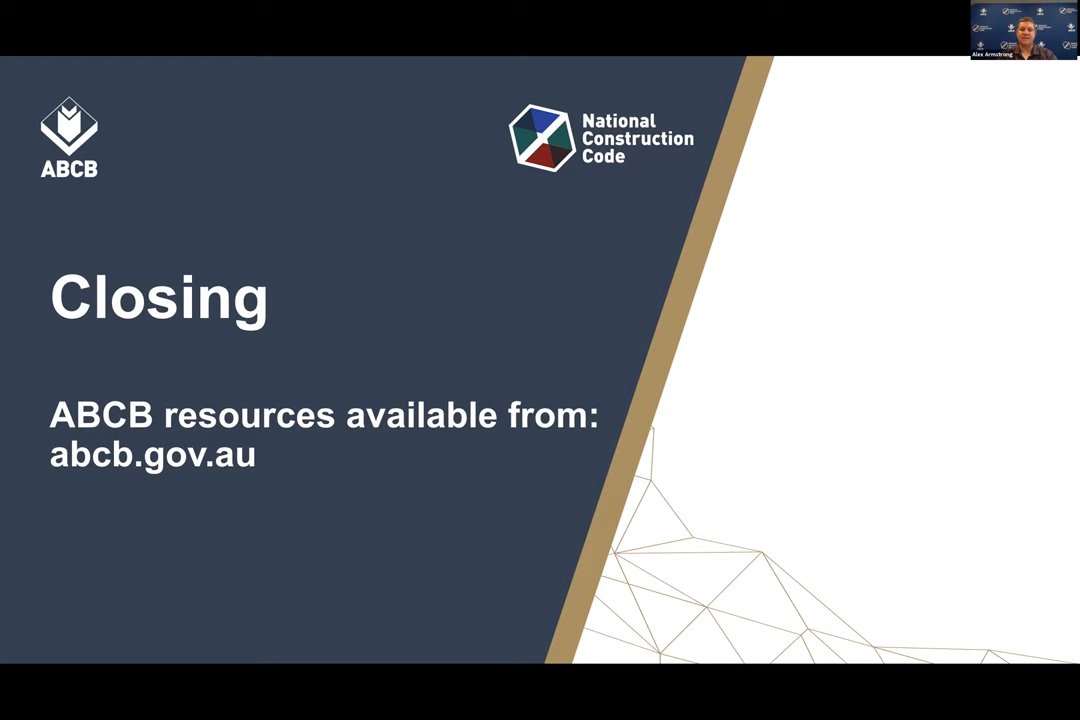 Alex Armstrong
ABCB
National
Construction
Code
Closing
ABCB resources available from:
abcb.gov.au